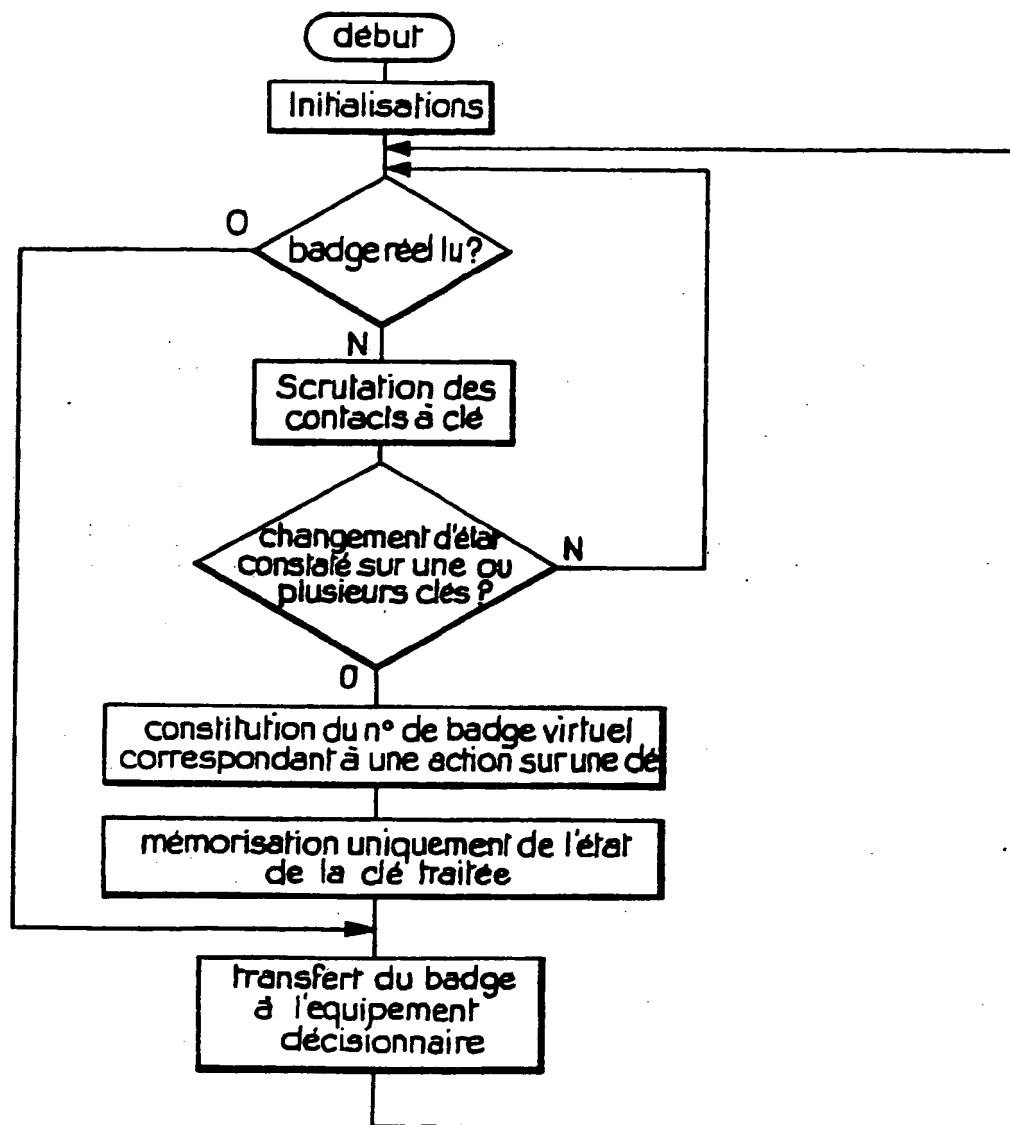 début
Initialisations
O
badge réel lu?
N
Scrutation des
contacts à clé
changement d'état
constaté sur une ou
plusieurs clés ?
N
O
constitution du n° de badge virtuel
correspondant à une action sur une clé
mémorisation uniquement de l'état
de la clé traitée
transfert du badge
à l'equipement
décisionnaire